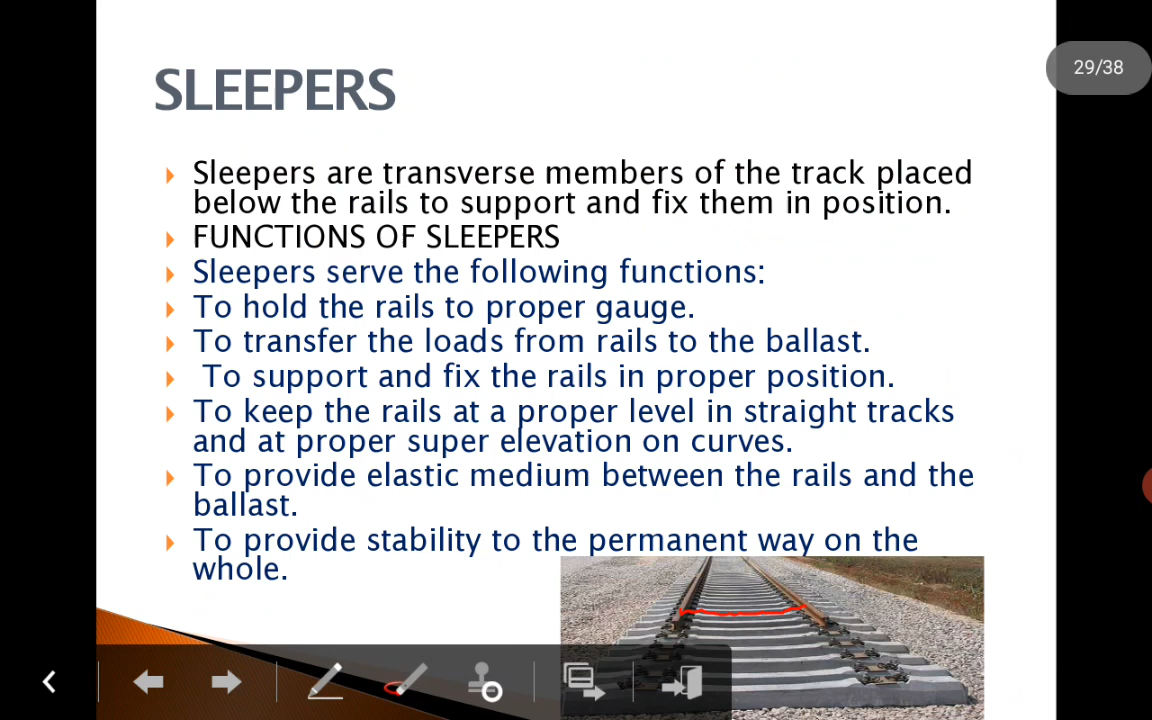 29/38
SLEEPERS
Sleepers are transverse members of the track placed
below the rails to support and fix them in position.
FUNCTIONS OF SLEEPERS
Sleepers serve the following functions:
To hold the rails to proper gauge.
To transfer the loads from rails to the ballast.
To support and fix the rails in proper position.
To keep the rails at a proper level in straight tracks
and at proper super elevation on curves.
To provide elastic medium between the rails and the
ballast.
To provide stability to the permanent way on the
whole.